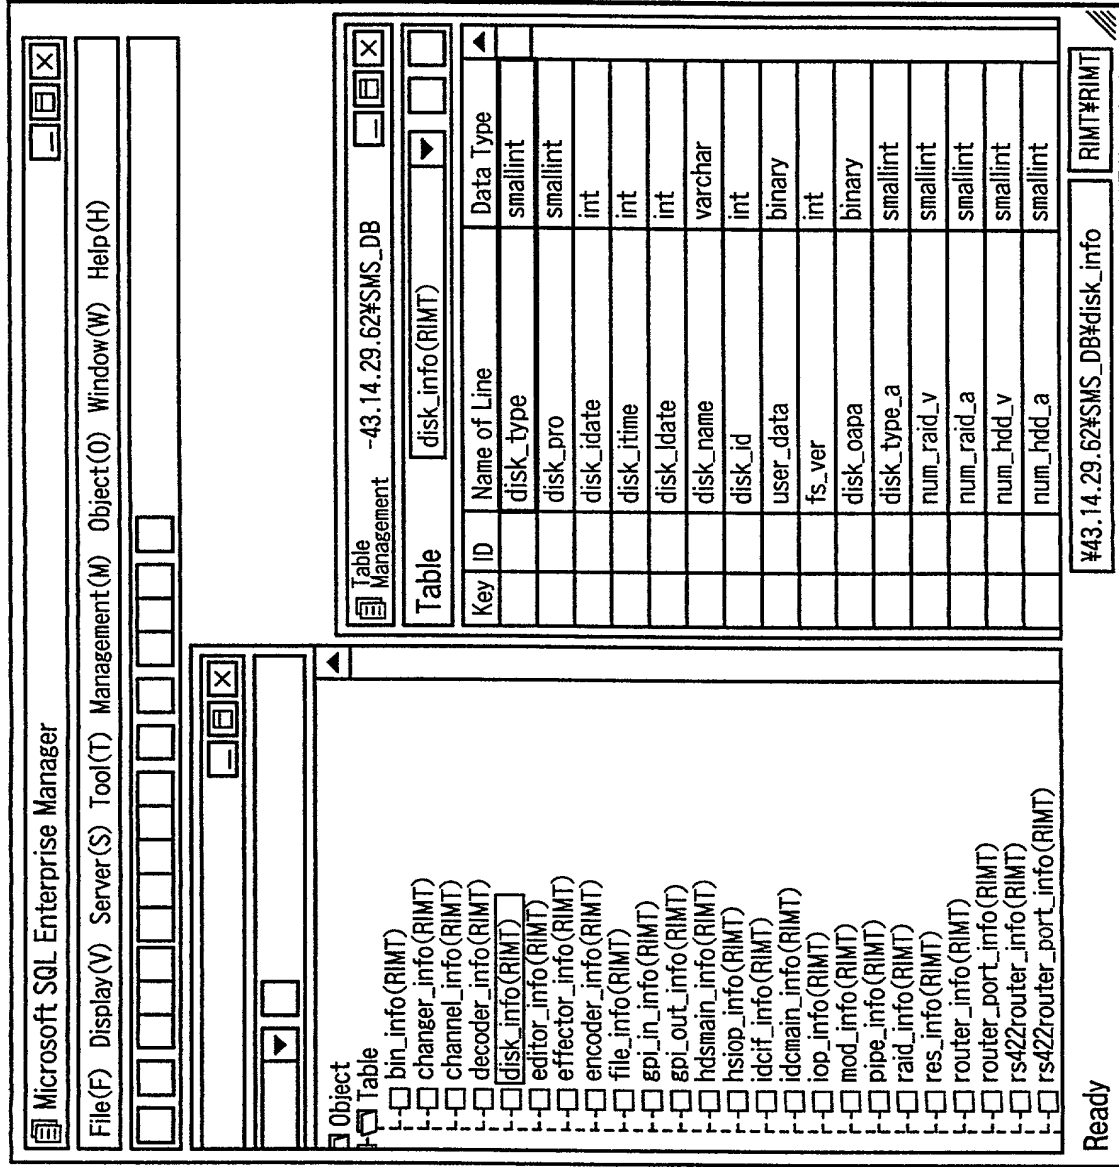 Microsoft SQL Enterprise Manager
File(F) Display(V) Server(S) Tool(T) Management(M) Object(O) Window(W) Help(H)
Object
Table
bin_info(RIMT)
changer_info(RIMT)
channel_info(RIMT)
decoder_info(RIMT)
disk_info(RIMT)
editor_info(RIMT)
effector_info(RIMT)
encoder_info(RIMT)
file_info(RIMT)
gpi_in_info(RIMT)
gpi_out_info(RIMT)
hdsmain_info(RIMT)
hsiop_info(RIMT)
idcif_info(RIMT)
idcmain_info(RIMT)
iop_info(RIMT)
mod_info(RIMT)
pipe_info(RIMT)
raid_info(RIMT)
res_info(RIMT)
router_info(RIMT)
router_port_info(RIMT)
rs422router_info(RIMT)
rs422router_port_info(RIMT)
Table Management -43.14.29.62¥SMS_DB
Table disk_info(RIMT)
Key ID Name of Line Data Type
disk_type smallint
disk_pro smallint
disk_idate int
disk_itime int
disk_ldate int
disk_name varchar
disk_id int
user_data binary
fs_ver int
disk_oapa binary
disk_type_a smallint
num_raid_v smallint
num_raid_a smallint
num_hdd_v smallint
num_hdd_a smallint
Ready ¥43.14.29.62¥SMS_DB¥disk_info RIMT¥RIMT